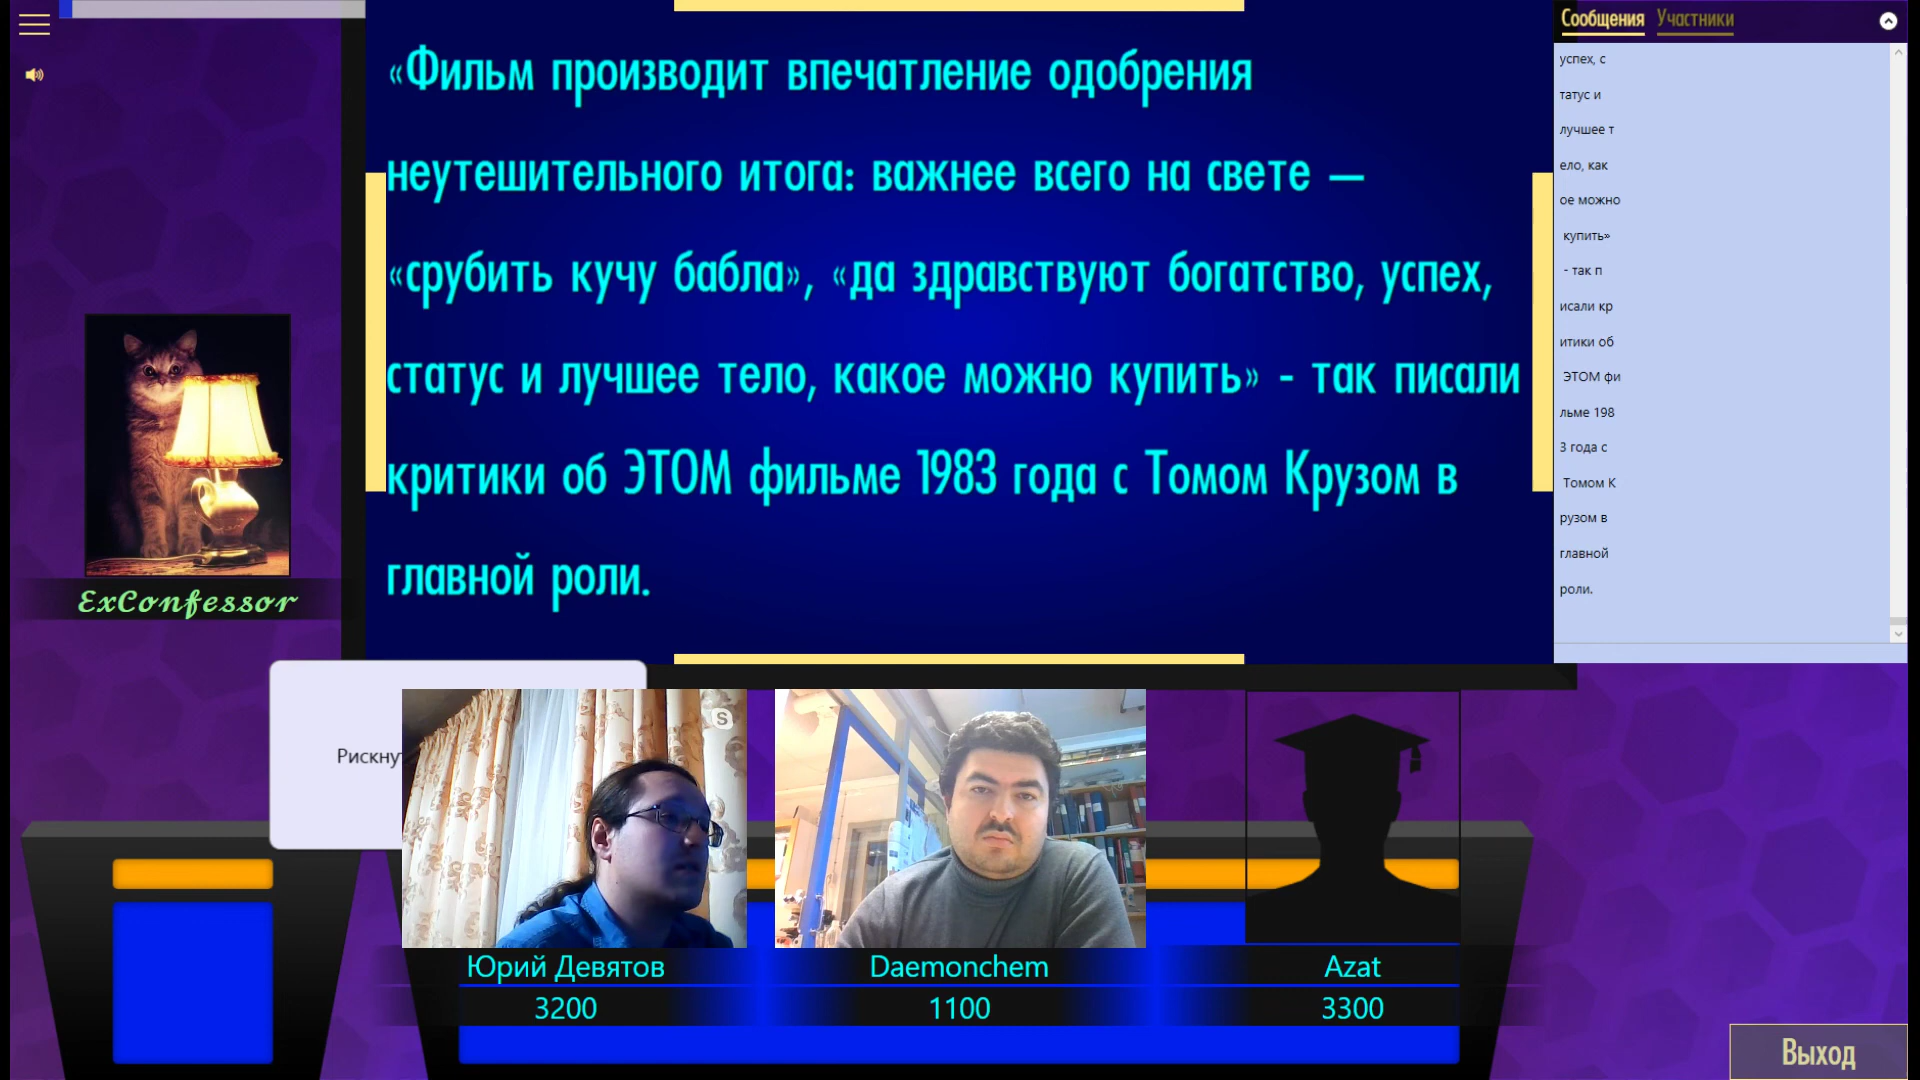 Сообщения Участники
«Фильм производит впечатление одобрения
неутешительного итога: важнее всего на свете —
«срубить кучу бабла», «да здравствуют богатство, успех,
статус и лучшее тело, какое можно купить» - так писали
критики об ЭТОМ фильме 1983 года с Томом Крузом в
главной роли.
успех, с
татус и
лучшее т
ело, как
ое можно
купить»
- так п
исали кр
итики об
ЭТОМ фи
льме 198
3 года с
Томом К
рузом в
главной
роли.
ExConfessor
S
Юрий Девятов
3200
Daemonchem
1100
Azat
3300
Выход